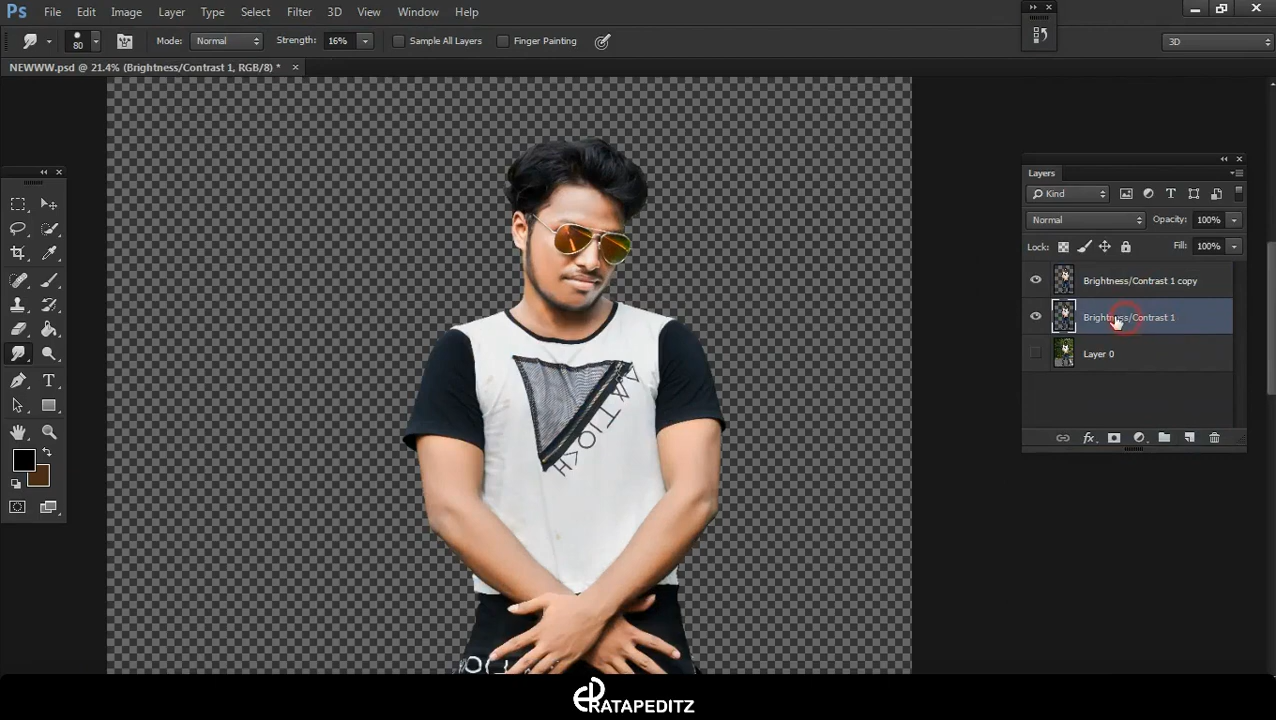 Ps File Edit Image Layer Type Select Filter 3D View Window Help
80 Mode: Normal Strength: 16% Sample All Layers Finger Painting 3D
NEWWW.psd @ 21.4% (Brightness/Contrast 1, RGB/8) * ×
Layers
Kind
Normal Opacity: 100%
Lock: Fill: 100%
Brightness/Contrast 1 copy
Brightness/Contrast 1
Layer 0
fx
RATAPEDITZ